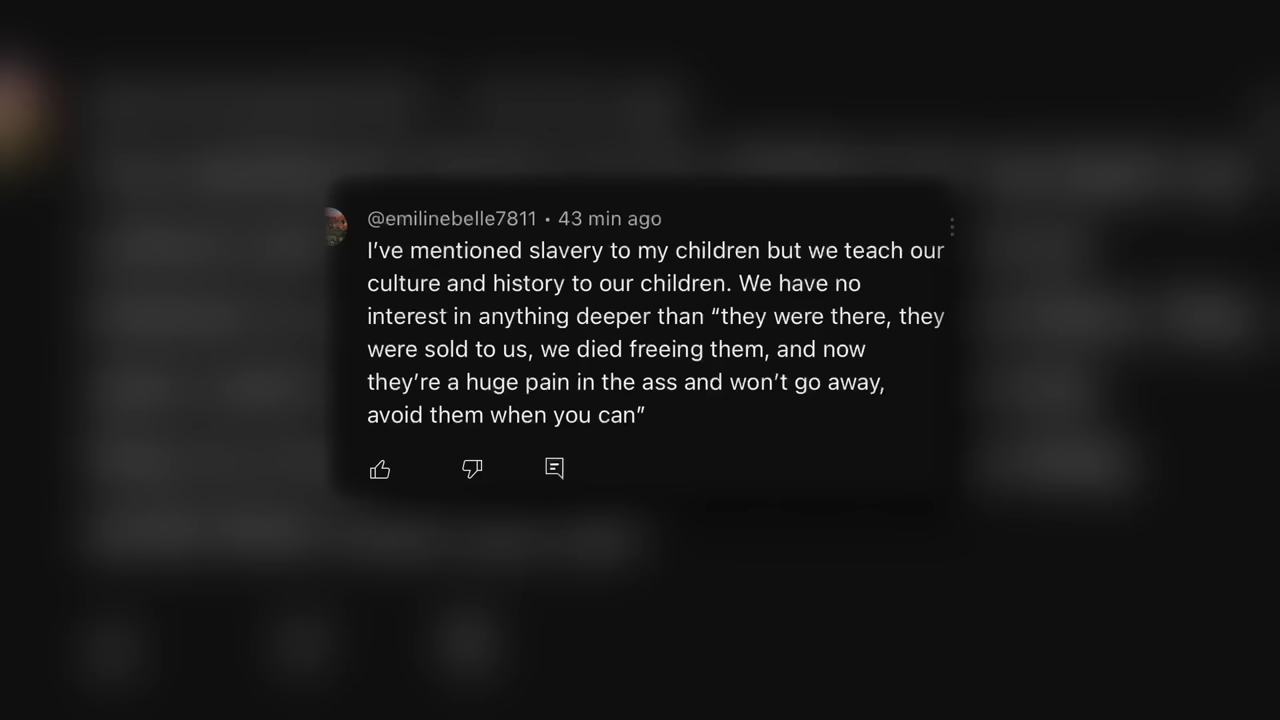 @emilinebelle7811 • 43 min ago
I’ve mentioned slavery to my children but we teach our
culture and history to our children. We have no
interest in anything deeper than “they were there, they
were sold to us, we died freeing them, and now
they’re a huge pain in the ass and won’t go away,
avoid them when you can”